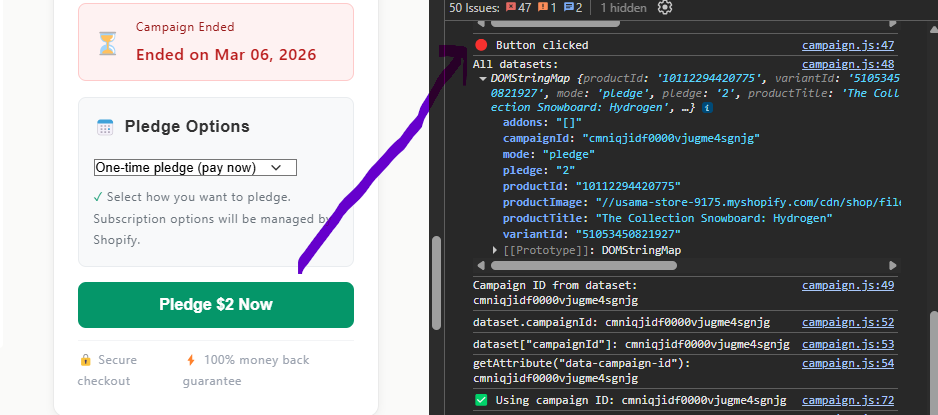 Campaign Ended
Ended on Mar 06, 2026
Pledge Options
One-time pledge (pay now)
✓ Select how you want to pledge.
Subscription options will be managed by
Shopify.
Pledge $2 Now
Secure
checkout
100% money back
guarantee
50 Issues: 47 1 2 1 hidden
Button clicked campaign.js:47
All datasets: campaign.js:48
DOMStringMap {productId: '10112294420775', variantId: '5105345
0821927', mode: 'pledge', pledge: '2', productTitle: 'The Coll
ection Snowboard: Hydrogen', …} i
addons: "[]"
campaignId: "cmniqjidf0000vjugme4sgnjg"
mode: "pledge"
pledge: "2"
productId: "10112294420775"
productImage: "//usama-store-9175.myshopify.com/cdn/shop/file
productTitle: "The Collection Snowboard: Hydrogen"
variantId: "51053450821927"
[[Prototype]]: DOMStringMap
Campaign ID from dataset: campaign.js:49
cmniqjidf0000vjugme4sgnjg
dataset.campaignId: cmniqjidf0000vjugme4sgnjg campaign.js:52
dataset["campaignId"]: cmniqjidf0000vjugme4sgnjg campaign.js:53
getAttribute("data-campaign-id"): campaign.js:54
cmniqjidf0000vjugme4sgnjg
Using campaign ID: cmniqjidf0000vjugme4sgnjg campaign.js:72